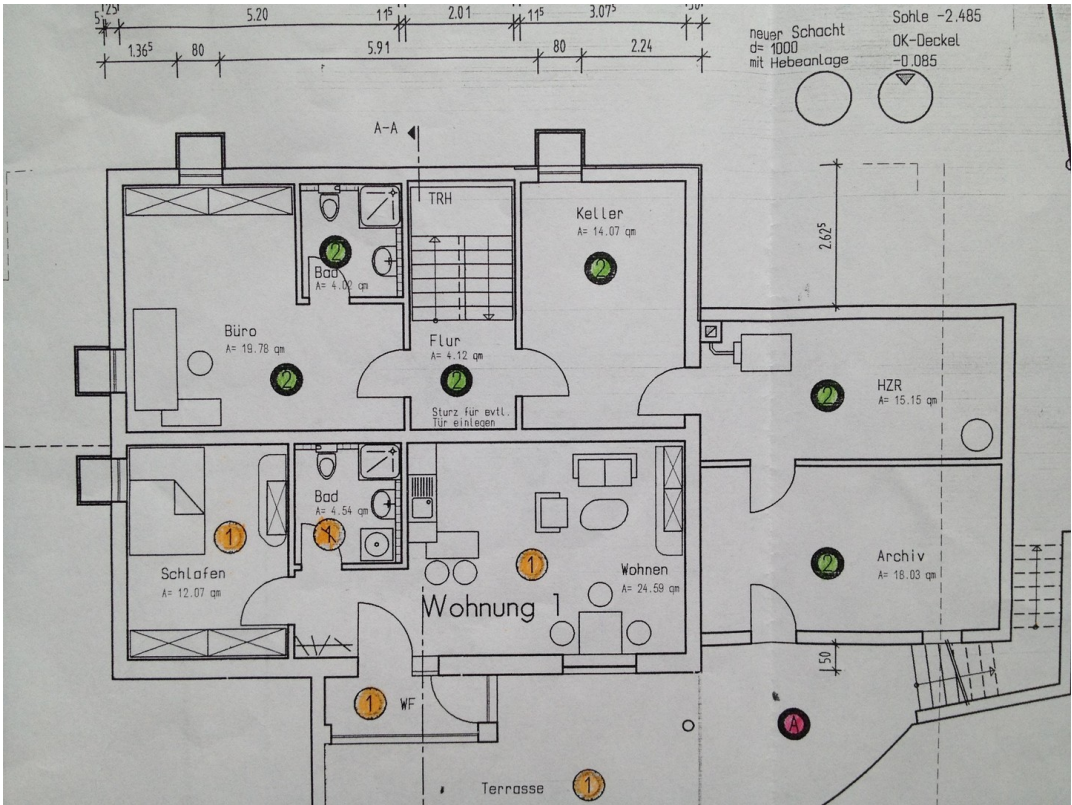 5.20
11⁵
2.01
11⁵
3.07⁵
1.36⁵
80
5.91
80
2.24
neuer Schacht
d= 1000
mit Hebeanlage
Sohle -2.485
OK-Deckel
-0.085
A-A
TRH
Keller
A= 14.07 qm
2
2
Bad
A= 4.02 qm
2.62⁵
Büro
A= 19.78 qm
2
Flur
A= 4.12 qm
2
Sturz für evtl.
Tür einlegen
HZR
A= 15.15 qm
2
Bad
A= 4.54 qm
1
1
Schlafen
A= 12.07 qm
1
Wohnen
A= 24.59 qm
Wohnung 1
Archiv
A= 18.03 qm
2
50
1
WF
A
Terrasse
1